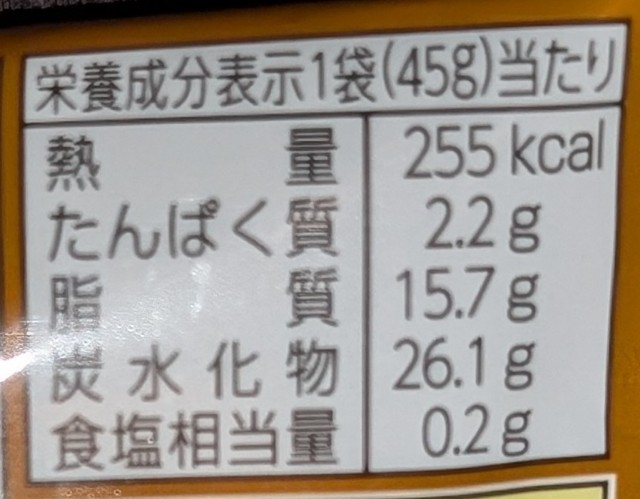 栄養成分表示1袋(45g)当たり
熱量 255kcal
たんぱく質 2.2g
脂質 15.7g
炭水化物 26.1g
食塩相当量 0.2g